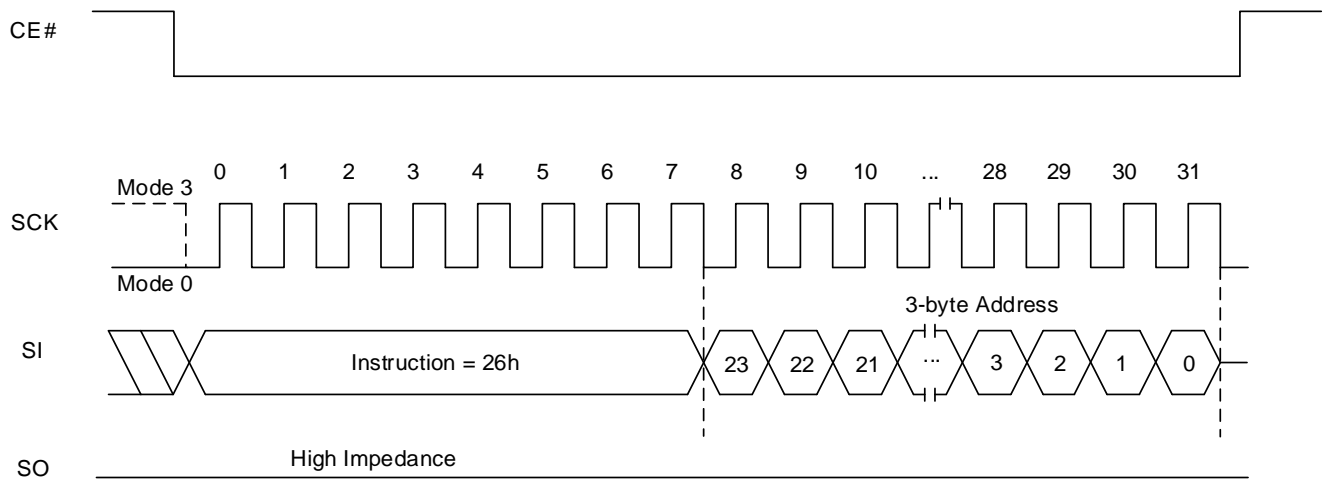 CE#
0 1 2 3 4 5 6 7 8 9 10 ... 28 29 30 31
Mode 3
SCK
Mode 0
3-byte Address
SI
Instruction = 26h 23 22 21 ... 3 2 1 0
High Impedance
SO